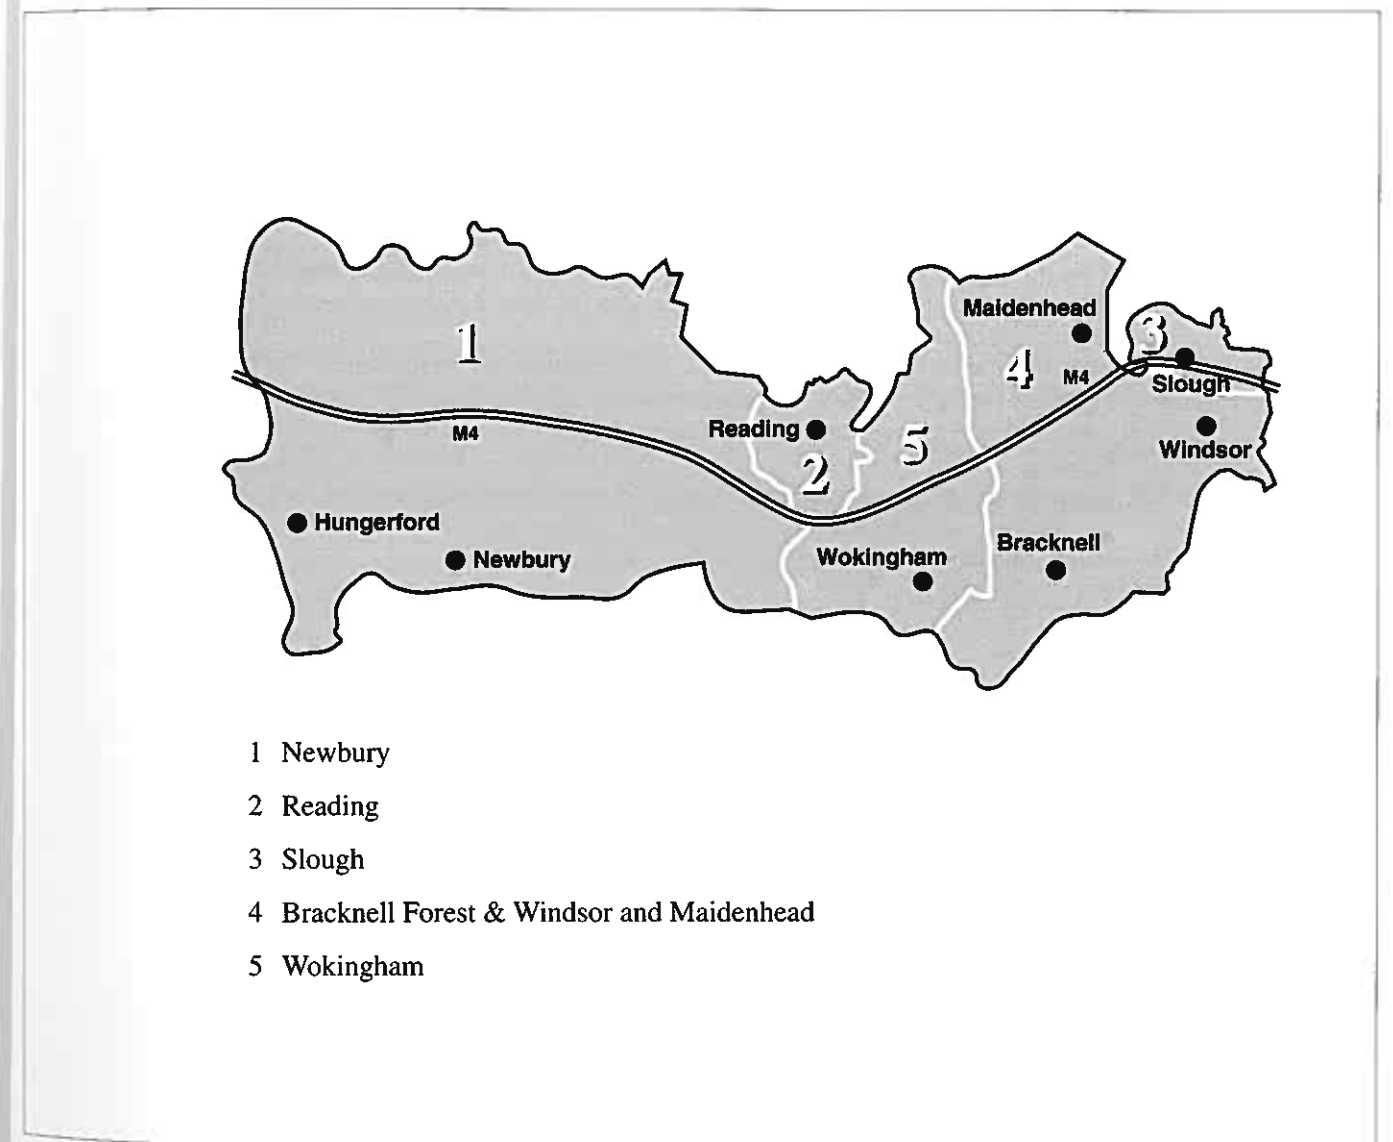 Maidenhead
3
1
4
M4
Slough
Reading
M4
5
Windsor
2
Hungerford
Newbury
Wokingham
Bracknell
1 Newbury
2 Reading
3 Slough
4 Bracknell Forest & Windsor and Maidenhead
5 Wokingham